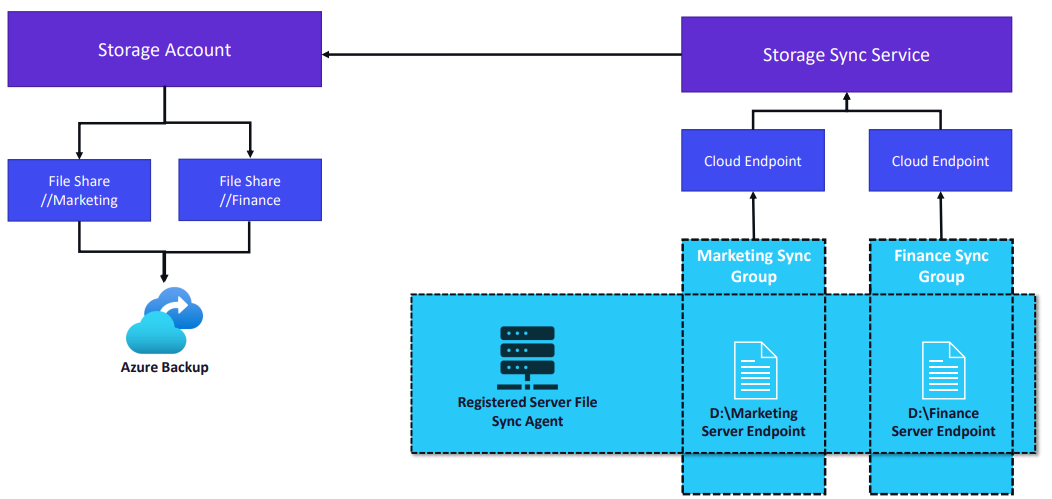 Storage Account
Storage Sync Service
File Share
//Marketing
File Share
//Finance
Cloud Endpoint
Cloud Endpoint
Marketing Sync
Group
Finance Sync
Group
Azure Backup
Registered Server File
Sync Agent
D:\Marketing
Server Endpoint
D:\Finance
Server Endpoint